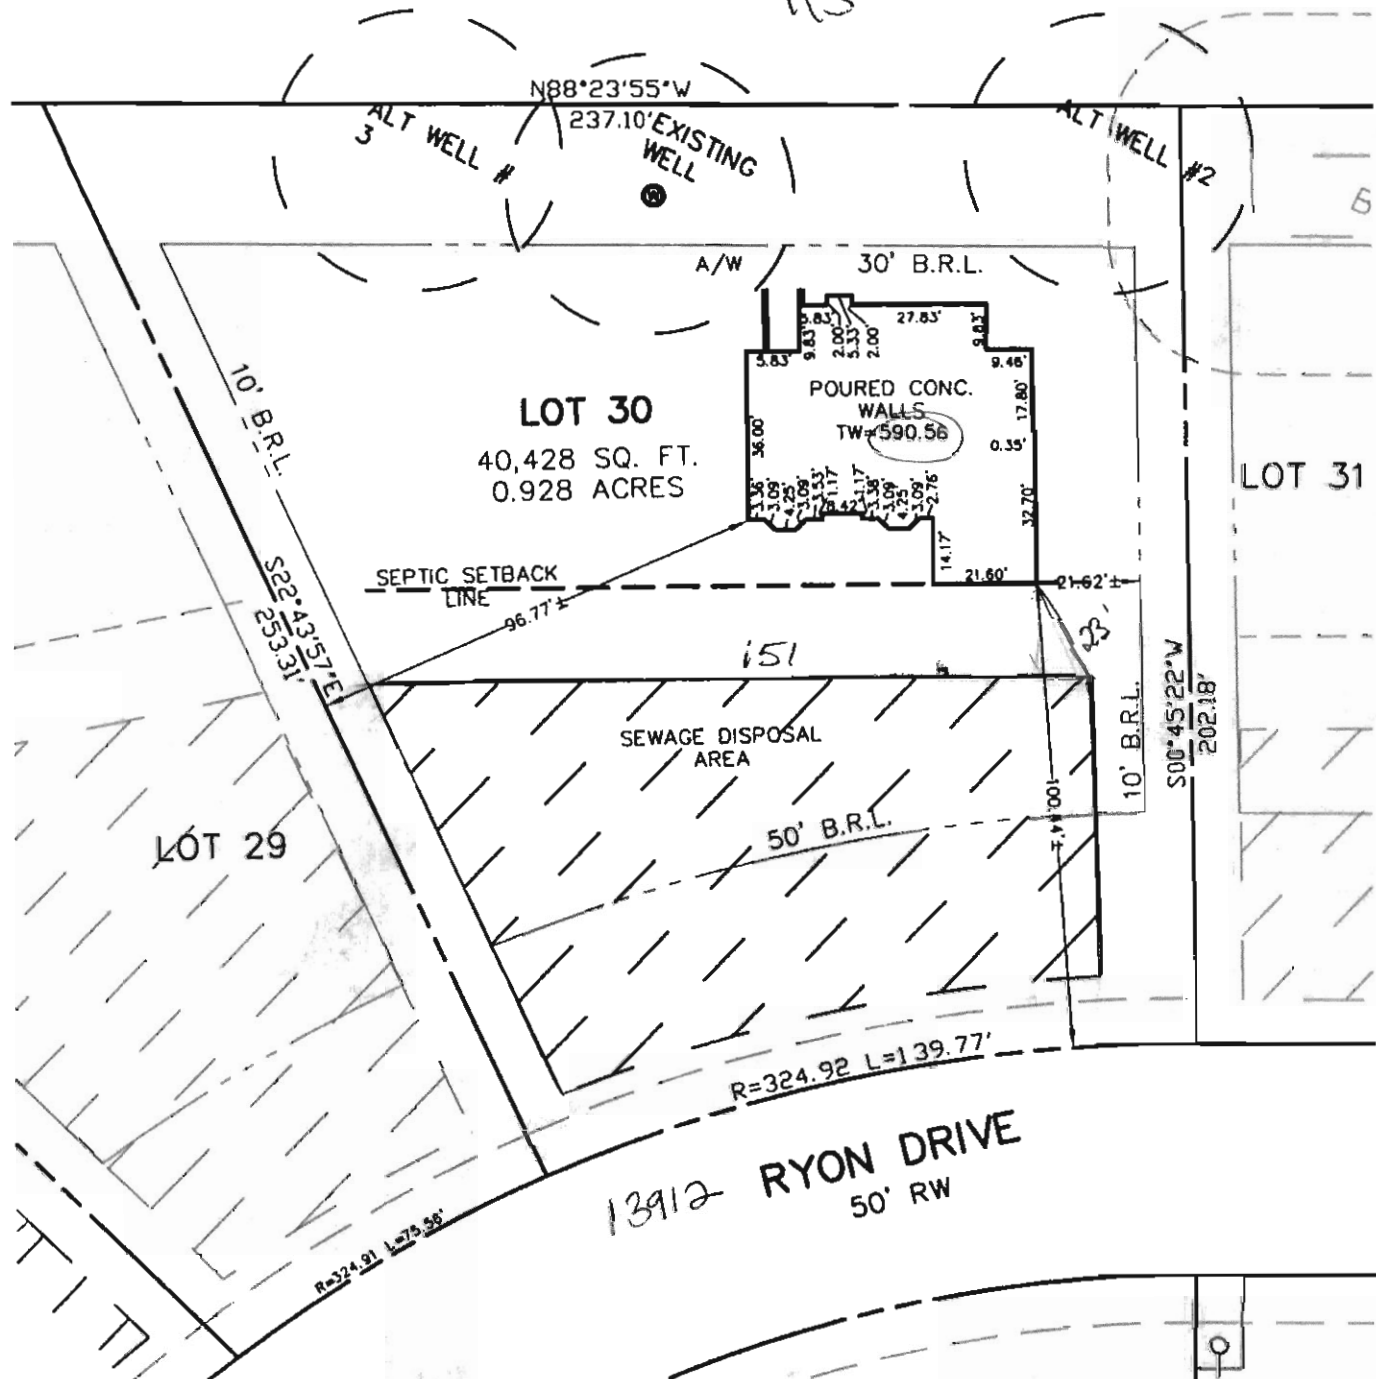 N88°23'55"W
237.10'
EXISTING
WELL
W
ALT WELL #
3
ALT WELL #2
A/W
30' B.R.L.
5.83'
9.83'
2.00'
5.33'
2.00'
27.83'
9.83'
5.83'
9.46'
POURED CONC.
WALLS
TW=590.56
17.80'
0.35'
36.00'
32.70'
3.36'
3.09'
4.25'
3.09'
3.53'
1.17'
8.42'
1.17'
3.38'
3.09'
4.25'
3.09'
2.76'
14.17'
21.60'
21.62'±
LOT 30
40,428 SQ. FT.
0.928 ACRES
10' B.R.L.
LOT 31
SEPTIC SETBACK
LINE
96.77'±
S22°43'57"E
253.31'
151
23'
S00°45'22"W
202.18'
10' B.R.L.
SEWAGE DISPOSAL
AREA
100.44'±
50' B.R.L.
LOT 29
R=324.92 L=139.77'
RYON DRIVE
13912
50' RW
R=324.91 L=75.56'